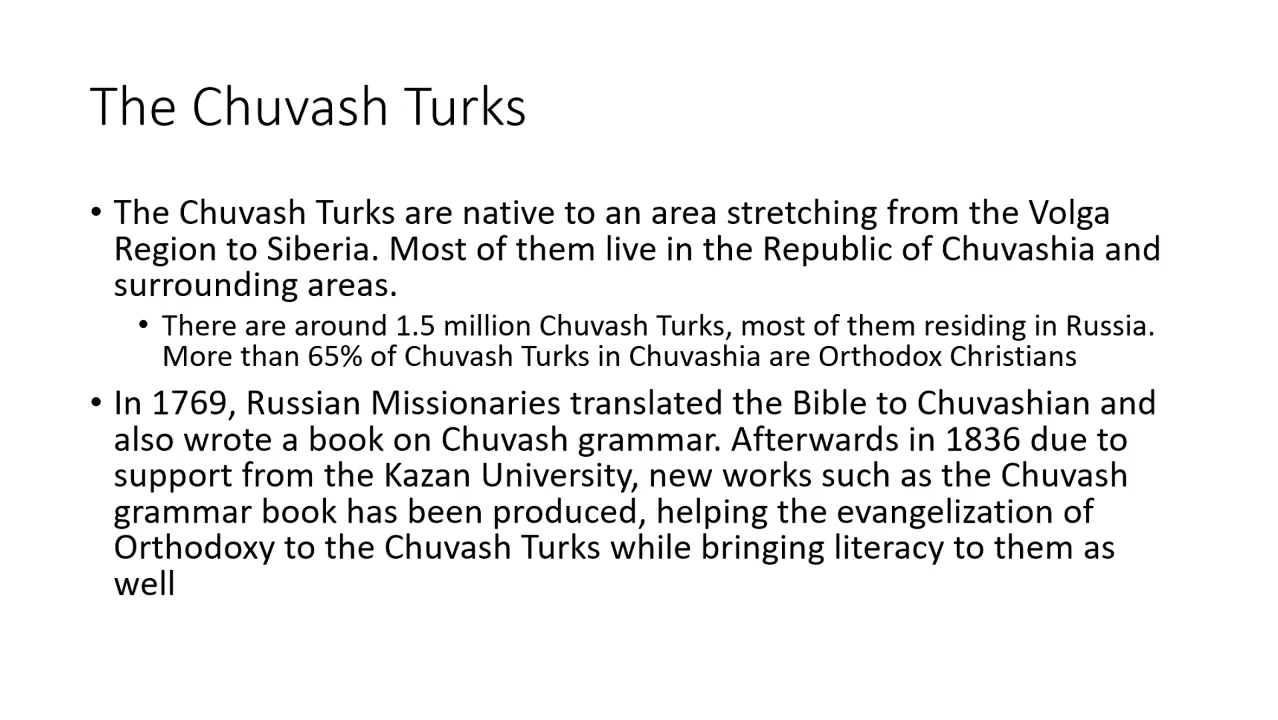 The Chuvash Turks
• The Chuvash Turks are native to an area stretching from the Volga
Region to Siberia. Most of them live in the Republic of Chuvashia and
surrounding areas.
• There are around 1.5 million Chuvash Turks, most of them residing in Russia.
More than 65% of Chuvash Turks in Chuvashia are Orthodox Christians
• In 1769, Russian Missionaries translated the Bible to Chuvashian and
also wrote a book on Chuvash grammar. Afterwards in 1836 due to
support from the Kazan University, new works such as the Chuvash
grammar book has been produced, helping the evangelization of
Orthodoxy to the Chuvash Turks while bringing literacy to them as
well